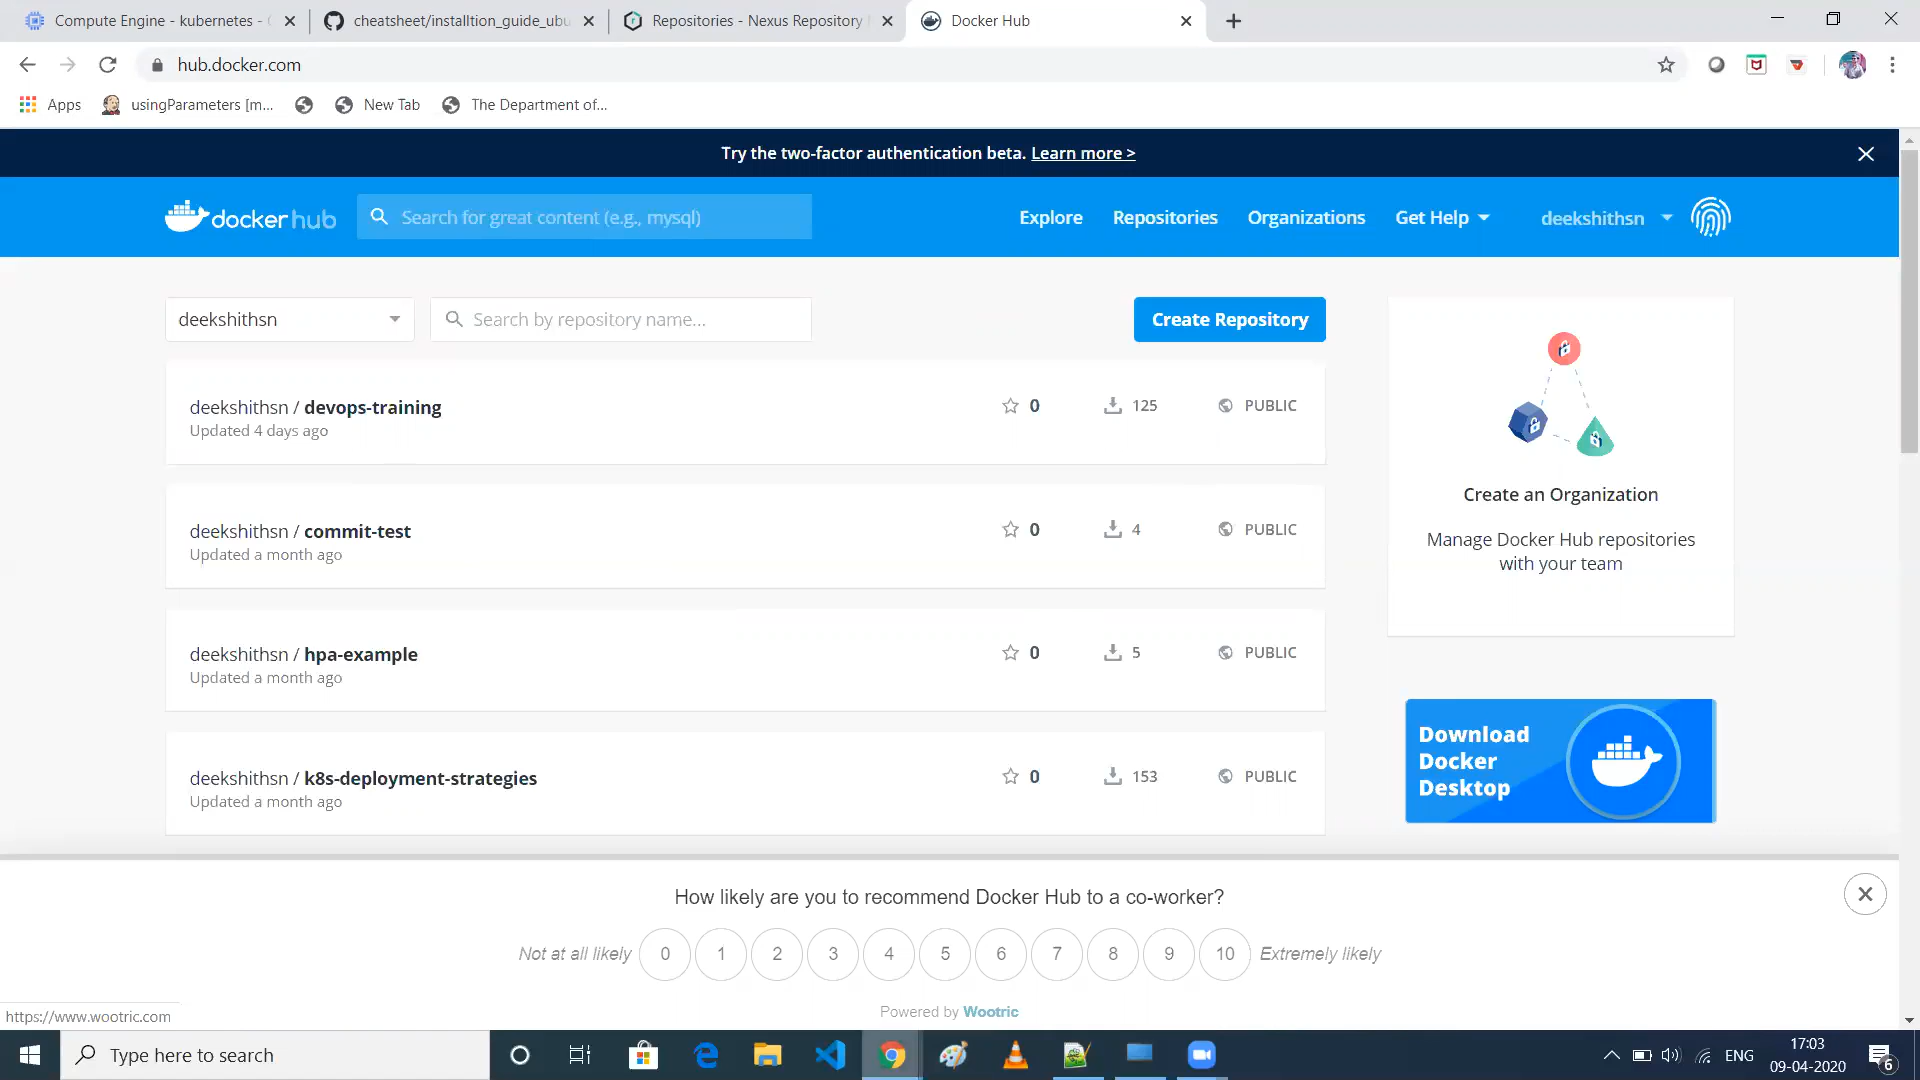 Compute Engine - kubernetes -
cheatsheet/installtion_guide_ubu
Repositories - Nexus Repository
Docker Hub
hub.docker.com
Apps
usingParameters [m...
New Tab
The Department of...
Try the two-factor authentication beta. Learn more >
docker hub
Search for great content (e.g., mysql)
Explore
Repositories
Organizations
Get Help
deekshithsn
deekshithsn
Search by repository name...
Create Repository
deekshithsn / devops-training
0
125
PUBLIC
Updated 4 days ago
deekshithsn / commit-test
0
4
PUBLIC
Updated a month ago
deekshithsn / hpa-example
0
5
PUBLIC
Updated a month ago
deekshithsn / k8s-deployment-strategies
0
153
PUBLIC
Updated a month ago
Create an Organization
Manage Docker Hub repositories
with your team
Download
Docker
Desktop
How likely are you to recommend Docker Hub to a co-worker?
Not at all likely
0
1
2
3
4
5
6
7
8
9
10
Extremely likely
Powered by Wootric
https://www.wootric.com
Type here to search
ENG
17:03
09-04-2020
6